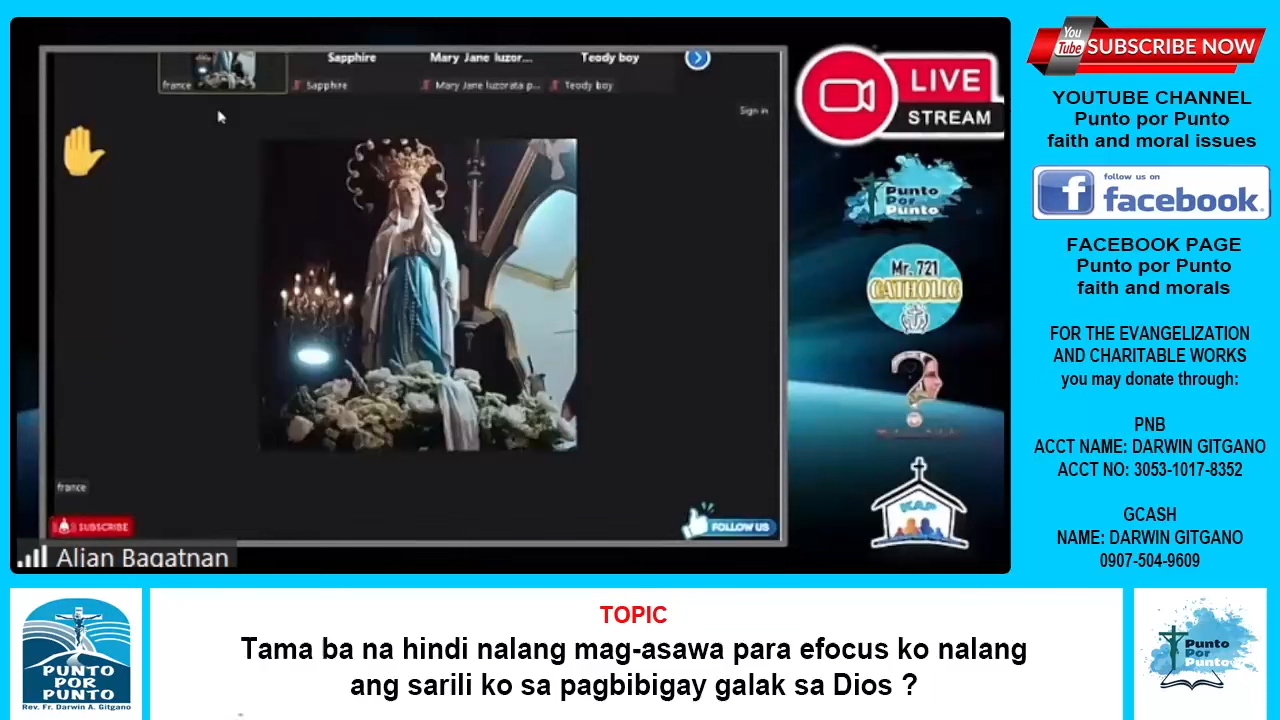 Sapphire
Mary Jane luzor...
Teody boy
france
Sapphire
Mary Jane luzorata p...
Teody boy
Sign in
france
SUBSCRIBE
FOLLOW US
Alian Bagatnan
LIVE
STREAM
Punto
Por
Punto
Mr. 721
CATHOLIC
?
KAP
You
Tube
SUBSCRIBE NOW
YOUTUBE CHANNEL
Punto por Punto
faith and moral issues
follow us on
facebook.
FACEBOOK PAGE
Punto por Punto
faith and morals
FOR THE EVANGELIZATION
AND CHARITABLE WORKS
you may donate through:
PNB
ACCT NAME: DARWIN GITGANO
ACCT NO: 3053-1017-8352
GCASH
NAME: DARWIN GITGANO
0907-504-9609
PUNTO
POR
PUNTO
Rev. Fr. Darwin A. Gitgano
TOPIC
Tama ba na hindi nalang mag-asawa para efocus ko nalang
ang sarili ko sa pagbibigay galak sa Dios ?
Punto
Por
Punto